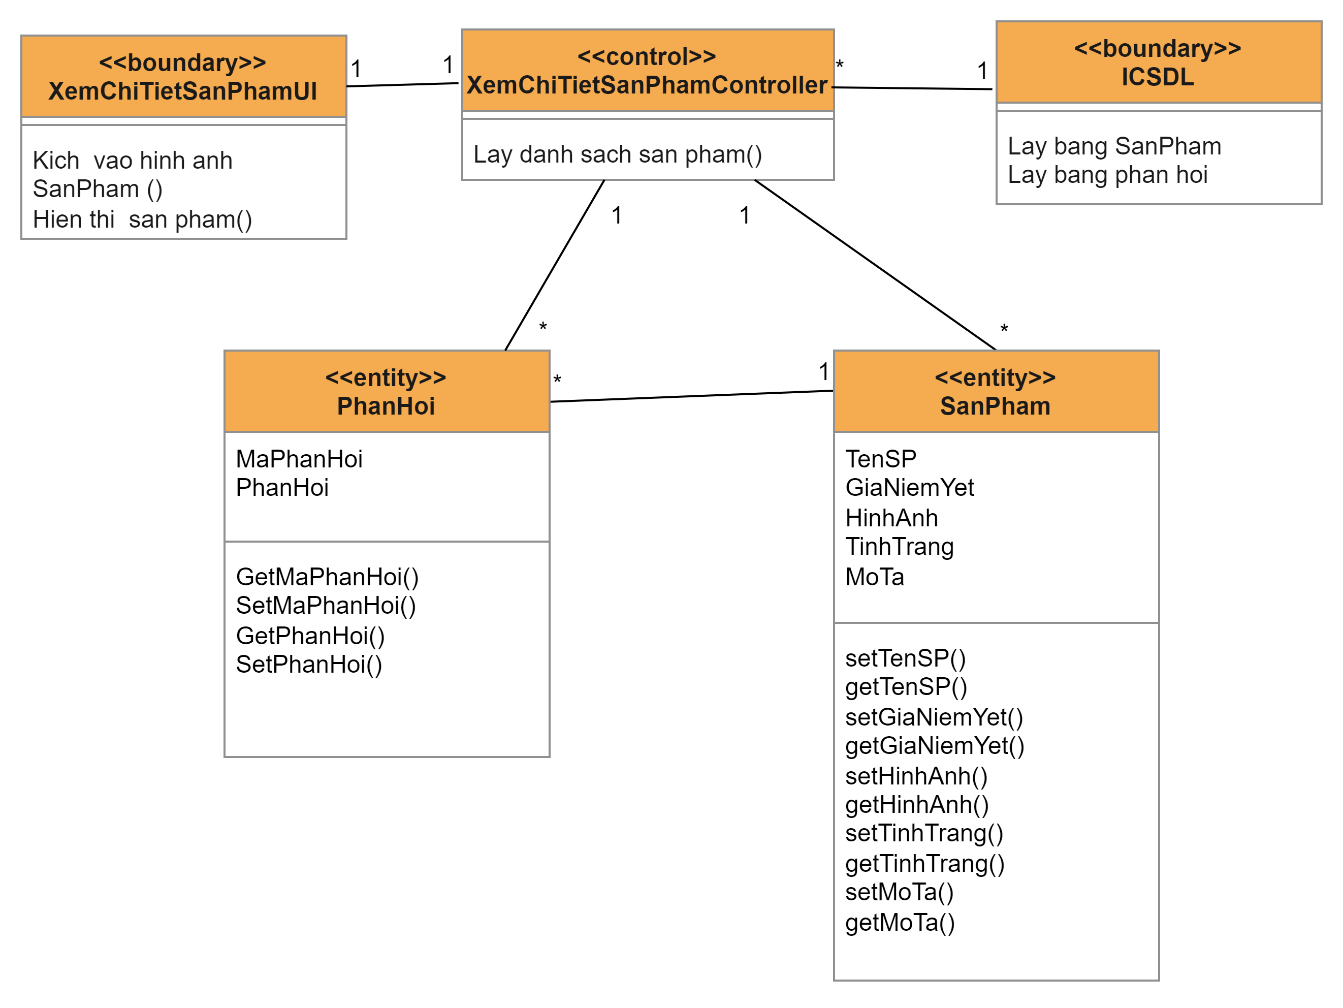 <<boundary>>
XemChiTietSanPhamUI
Kich  vao hinh anh
SanPham ()
Hien thi  san pham()
1
1
<<control>>
XemChiTietSanPhamController
Lay danh sach san pham()
*
1
<<boundary>>
ICSDL
Lay bang SanPham
Lay bang phan hoi
1
1
*
*
<<entity>>
PhanHoi
MaPhanHoi
PhanHoi
GetMaPhanHoi()
SetMaPhanHoi()
GetPhanHoi()
SetPhanHoi()
*
1
<<entity>>
SanPham
TenSP
GiaNiemYet
HinhAnh
TinhTrang
MoTa
setTenSP()
getTenSP()
setGiaNiemYet()
getGiaNiemYet()
setHinhAnh()
getHinhAnh()
setTinhTrang()
getTinhTrang()
setMoTa()
getMoTa()